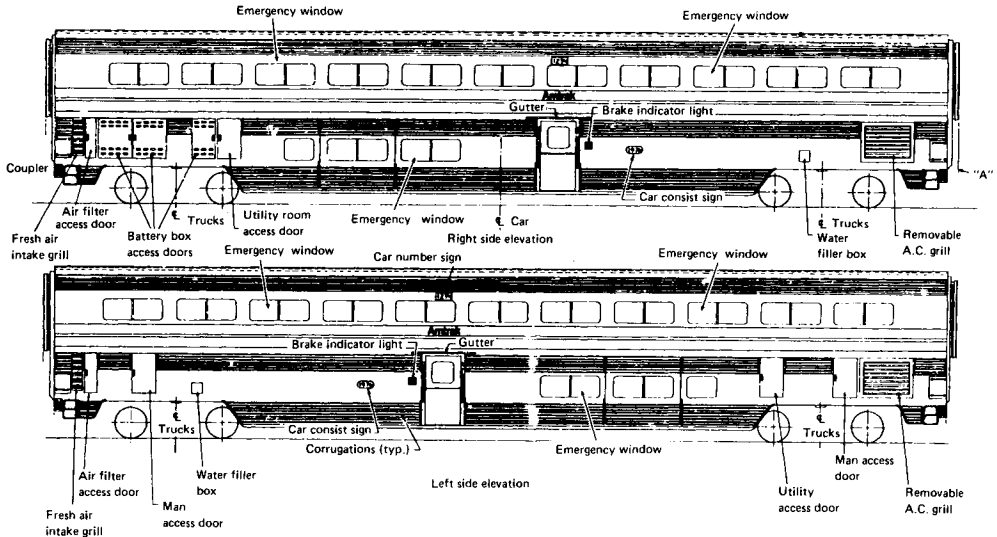 Emergency window
Emergency window
Amtrak
Gutter
Brake indicator light
Coupler
"A"
Car consist sign
Air filter
access door
℄ Trucks
Utility room
access door
Emergency window
℄ Car
℄ Trucks
Fresh air
intake grill
Battery box
access doors
Right side elevation
Water
filler box
Removable
A.C. grill
Emergency window
Car number sign
Emergency window
Amtrak
Brake indicator light
Gutter
℄ Trucks
Car consist sign
Corrugations (typ.)
Emergency window
℄ Trucks
Air filter
access door
Water filler
box
Man access
door
Left side elevation
Fresh air
intake grill
Man
access door
Utility
access door
Removable
A.C. grill